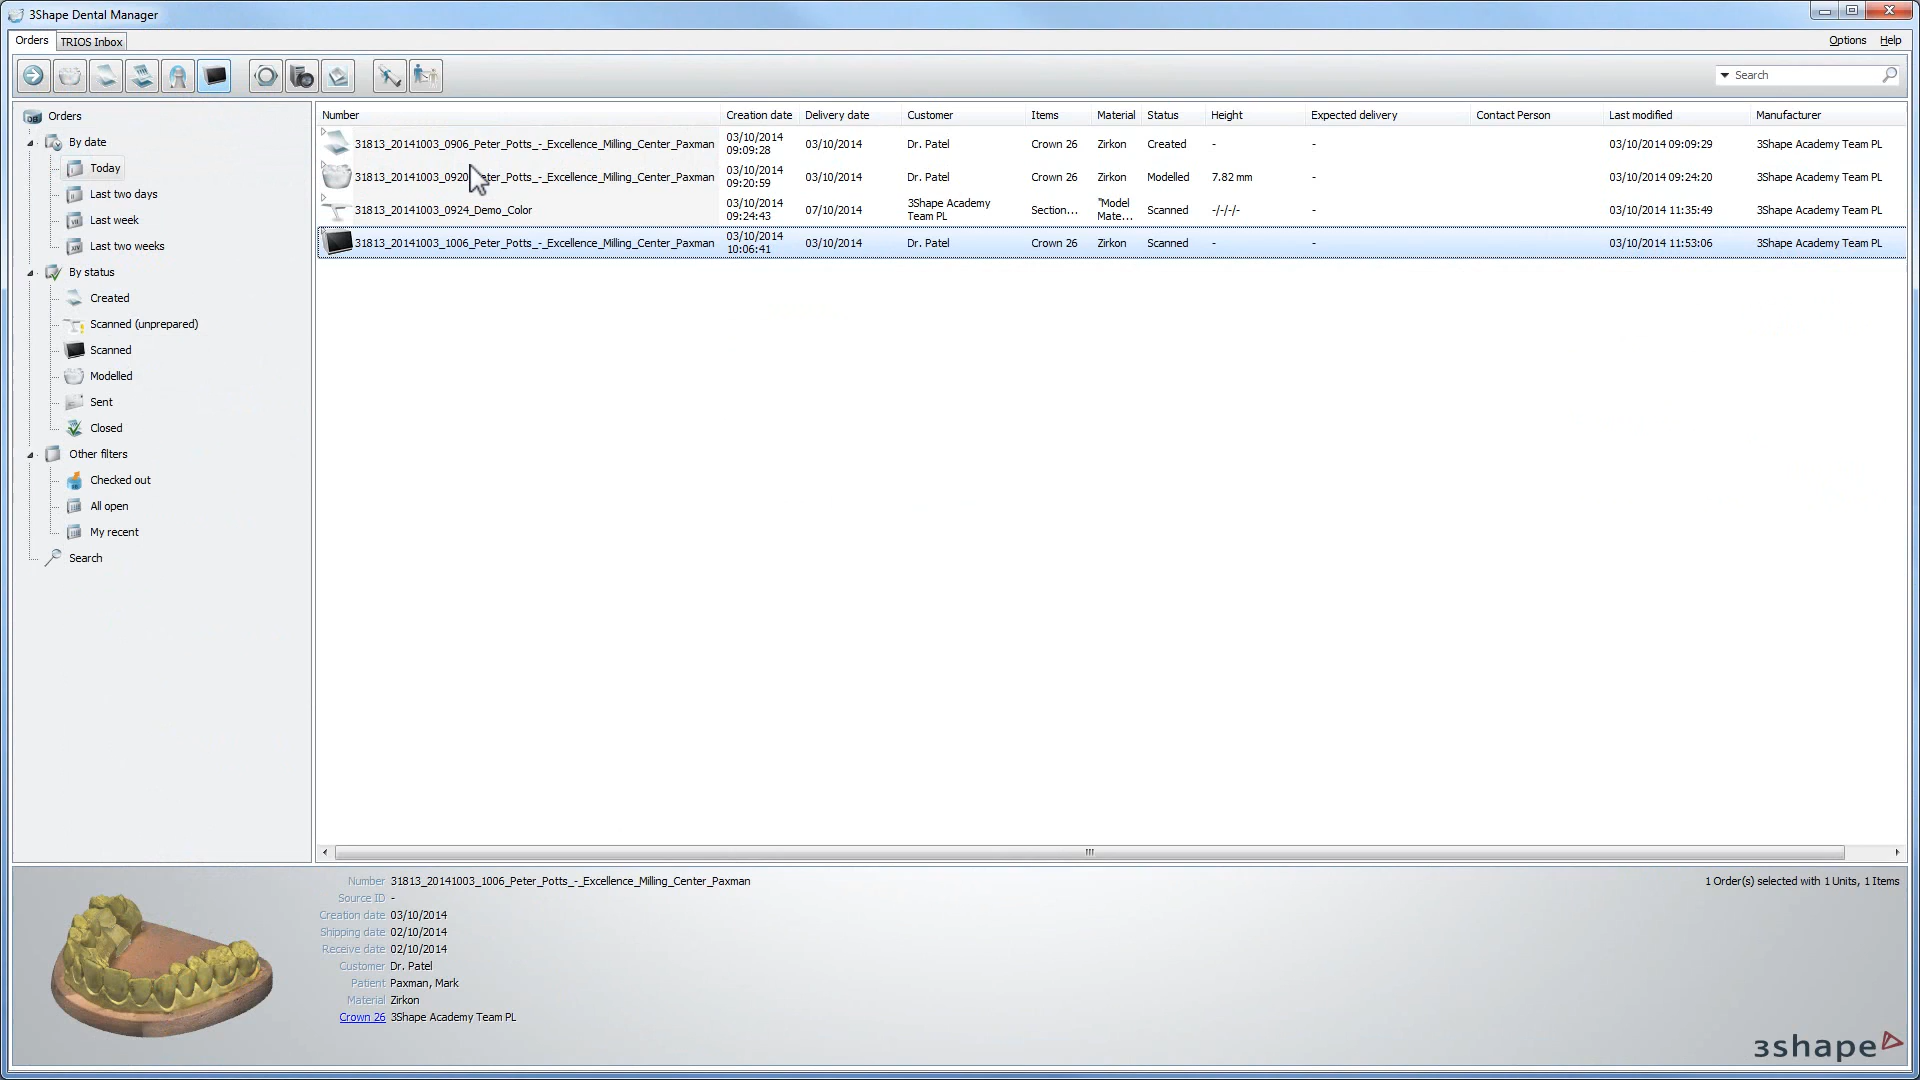 3Shape Dental Manager
Orders TRIOS Inbox Options Help
Search
Orders
By date
Today
Last two days
Last week
Last two weeks
By status
Created
Scanned (unprepared)
Scanned
Modelled
Sent
Closed
Other filters
Checked out
All open
My recent
Search
Number Creation date Delivery date Customer Items Material Status Height Expected delivery Contact Person Last modified Manufacturer
31813_20141003_0906_Peter_Potts_-_Excellence_Milling_Center_Paxman 03/10/2014 09:09:28 03/10/2014 Dr. Patel Crown 26 Zirkon Created - - 03/10/2014 09:09:29 3Shape Academy Team PL
31813_20141003_0920 eter_Potts_-_Excellence_Milling_Center_Paxman 03/10/2014 09:20:59 03/10/2014 Dr. Patel Crown 26 Zirkon Modelled 7.82 mm - 03/10/2014 09:24:20 3Shape Academy Team PL
31813_20141003_0924_Demo_Color 03/10/2014 09:24:43 07/10/2014 3Shape Academy Team PL Section... "Model Mate... Scanned -/-/-/- - 03/10/2014 11:35:49 3Shape Academy Team PL
31813_20141003_1006_Peter_Potts_-_Excellence_Milling_Center_Paxman 03/10/2014 10:06:41 03/10/2014 Dr. Patel Crown 26 Zirkon Scanned - - 03/10/2014 11:53:06 3Shape Academy Team PL
Number 31813_20141003_1006_Peter_Potts_-_Excellence_Milling_Center_Paxman
1 Order(s) selected with 1 Units, 1 Items
Source ID -
Creation date 03/10/2014
Shipping date 02/10/2014
Receive date 02/10/2014
Customer Dr. Patel
Patient Paxman, Mark
Material Zirkon
Crown 26 3Shape Academy Team PL
3shape